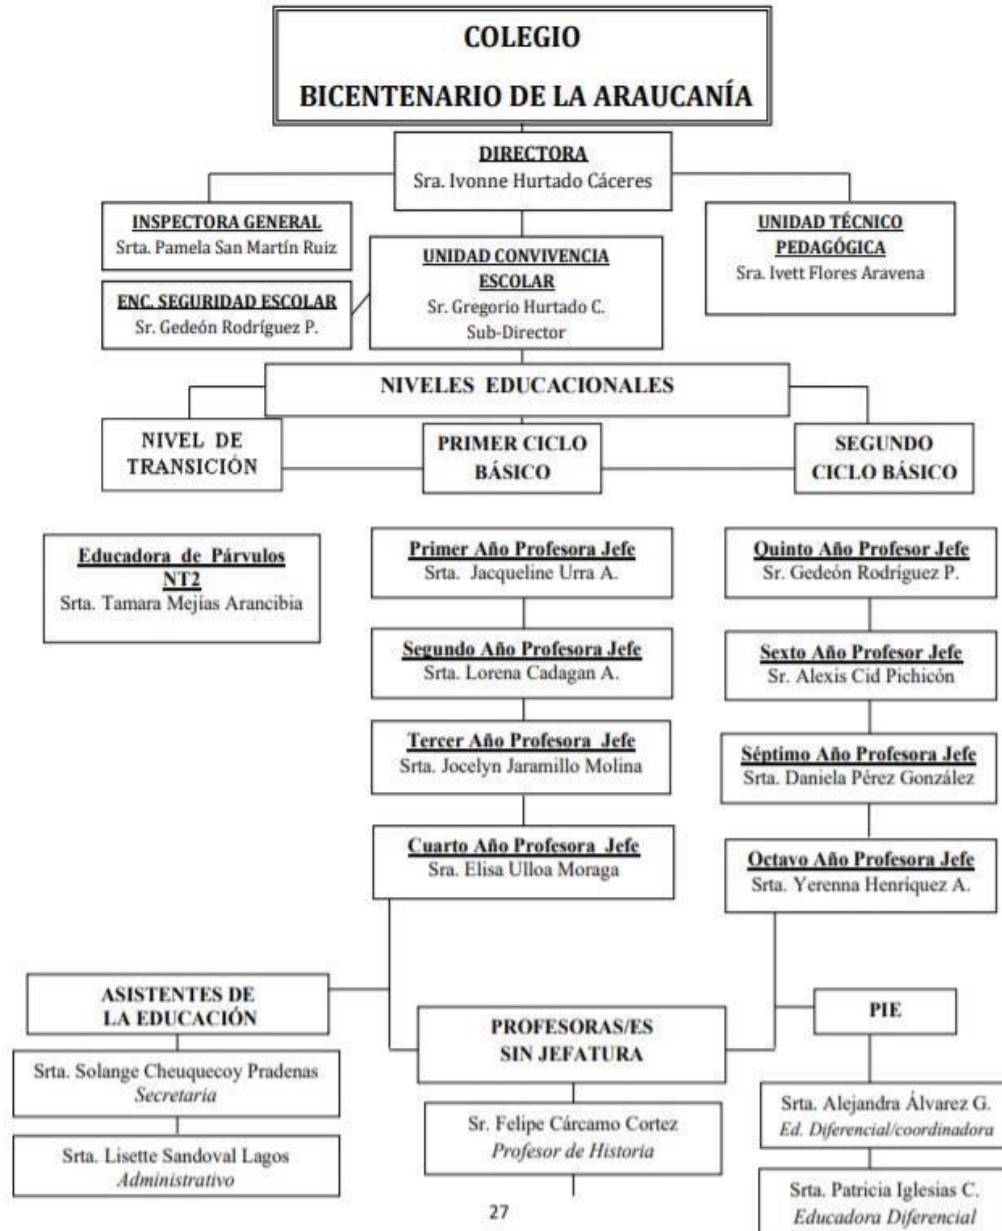 COLEGIO
BICENTENARIO DE LA ARAUCANÍA
DIRECTORA
Sra. Ivonne Hurtado Cáceres
INSPECTORA GENERAL
Srta. Pamela San Martín Ruiz
ENC. SEGURIDAD ESCOLAR
Sr. Gedeón Rodríguez P.
UNIDAD CONVIVENCIA
ESCOLAR
Sr. Gregorio Hurtado C.
Sub-Director
UNIDAD TÉCNICO
PEDAGÓGICA
Sra. Ivett Flores Aravena
NIVELES EDUCACIONALES
NIVEL DE
TRANSICIÓN
PRIMER CICLO
BÁSICO
SEGUNDO
CICLO BÁSICO
Educadora de Párvulos
NT2
Srta. Tamara Mejías Arancibia
Primer Año Profesora Jefe
Srta. Jacqueline Urra A.
Segundo Año Profesora Jefe
Srta. Lorena Cadagan A.
Tercer Año Profesora Jefe
Srta. Jocelyn Jaramillo Molina
Cuarto Año Profesora Jefe
Sra. Elisa Ulloa Moraga
Quinto Año Profesor Jefe
Sr. Gedeón Rodríguez P.
Sexto Año Profesor Jefe
Sr. Alexis Cid Pichicón
Séptimo Año Profesora Jefe
Srta. Daniela Pérez González
Octavo Año Profesora Jefe
Srta. Yerenna Henríquez A.
ASISTENTES DE
LA EDUCACIÓN
Srta. Solange Cheuquecoy Pradenas
Secretaria
Srta. Lisette Sandoval Lagos
Administrativo
PROFESORAS/ES
SIN JEFATURA
Sr. Felipe Cárcamo Cortez
Profesor de Historia
PIE
Srta. Alejandra Álvarez G.
Ed. Diferencial/coordinadora
Srta. Patricia Iglesias C.
Educadora Diferencial
27